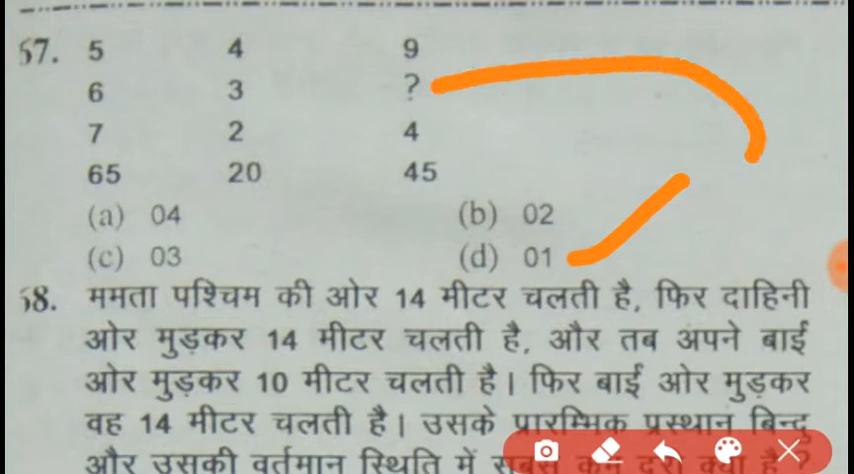 57. 5 4 9
6 3 ?
7 2 4
65 20 45
(a) 04 (b) 02
(c) 03 (d) 01
58. ममता पश्चिम की ओर 14 मीटर चलती है, फिर दाहिनी
ओर मुड़कर 14 मीटर चलती है, और तब अपने बाईं
ओर मुड़कर 10 मीटर चलती है। फिर बाईं ओर मुड़कर
वह 14 मीटर चलती है। उसके प्रारम्भिक प्रस्थान बिन्दु
और उसकी वर्तमान स्थिति में